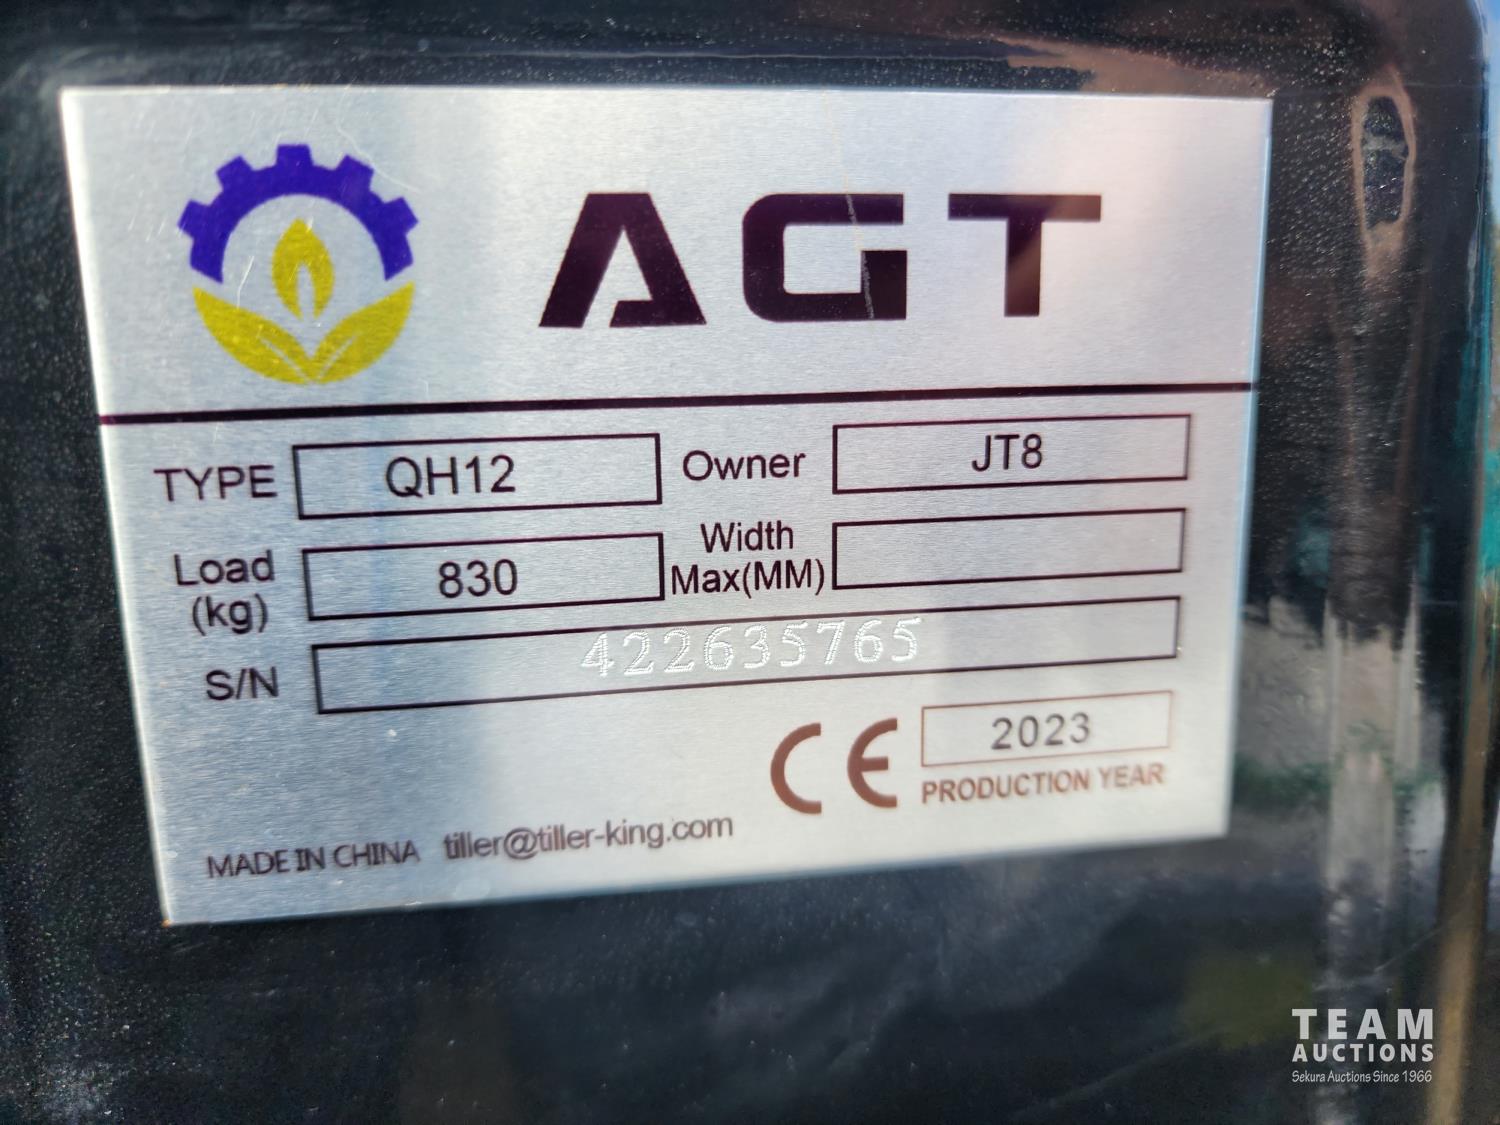 AGT
TYPE QH12 Owner JT8
Load (kg) 830 Width Max(MM)
S/N 422635765
CE 2023
PRODUCTION YEAR
MADE IN CHINA tiller@tiller-king.com
TEAM
AUCTIONS
Sekura Auctions Since 1966